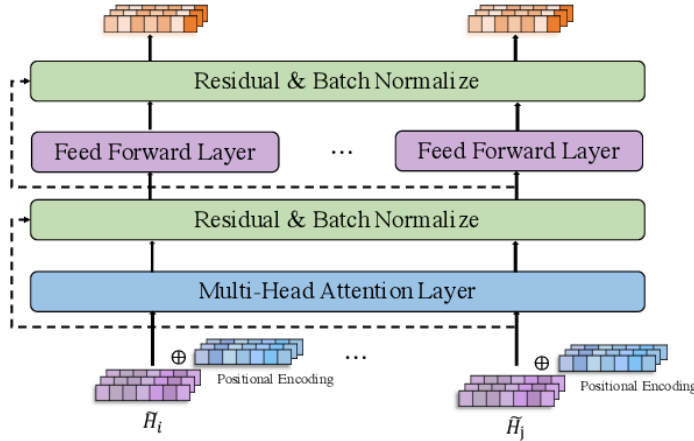 Residual & Batch Normalize
Feed Forward Layer ... Feed Forward Layer
Residual & Batch Normalize
Multi-Head Attention Layer
⊕ ... ⊕
Positional Encoding Positional Encoding
H̃ᵢ H̃ⱼ